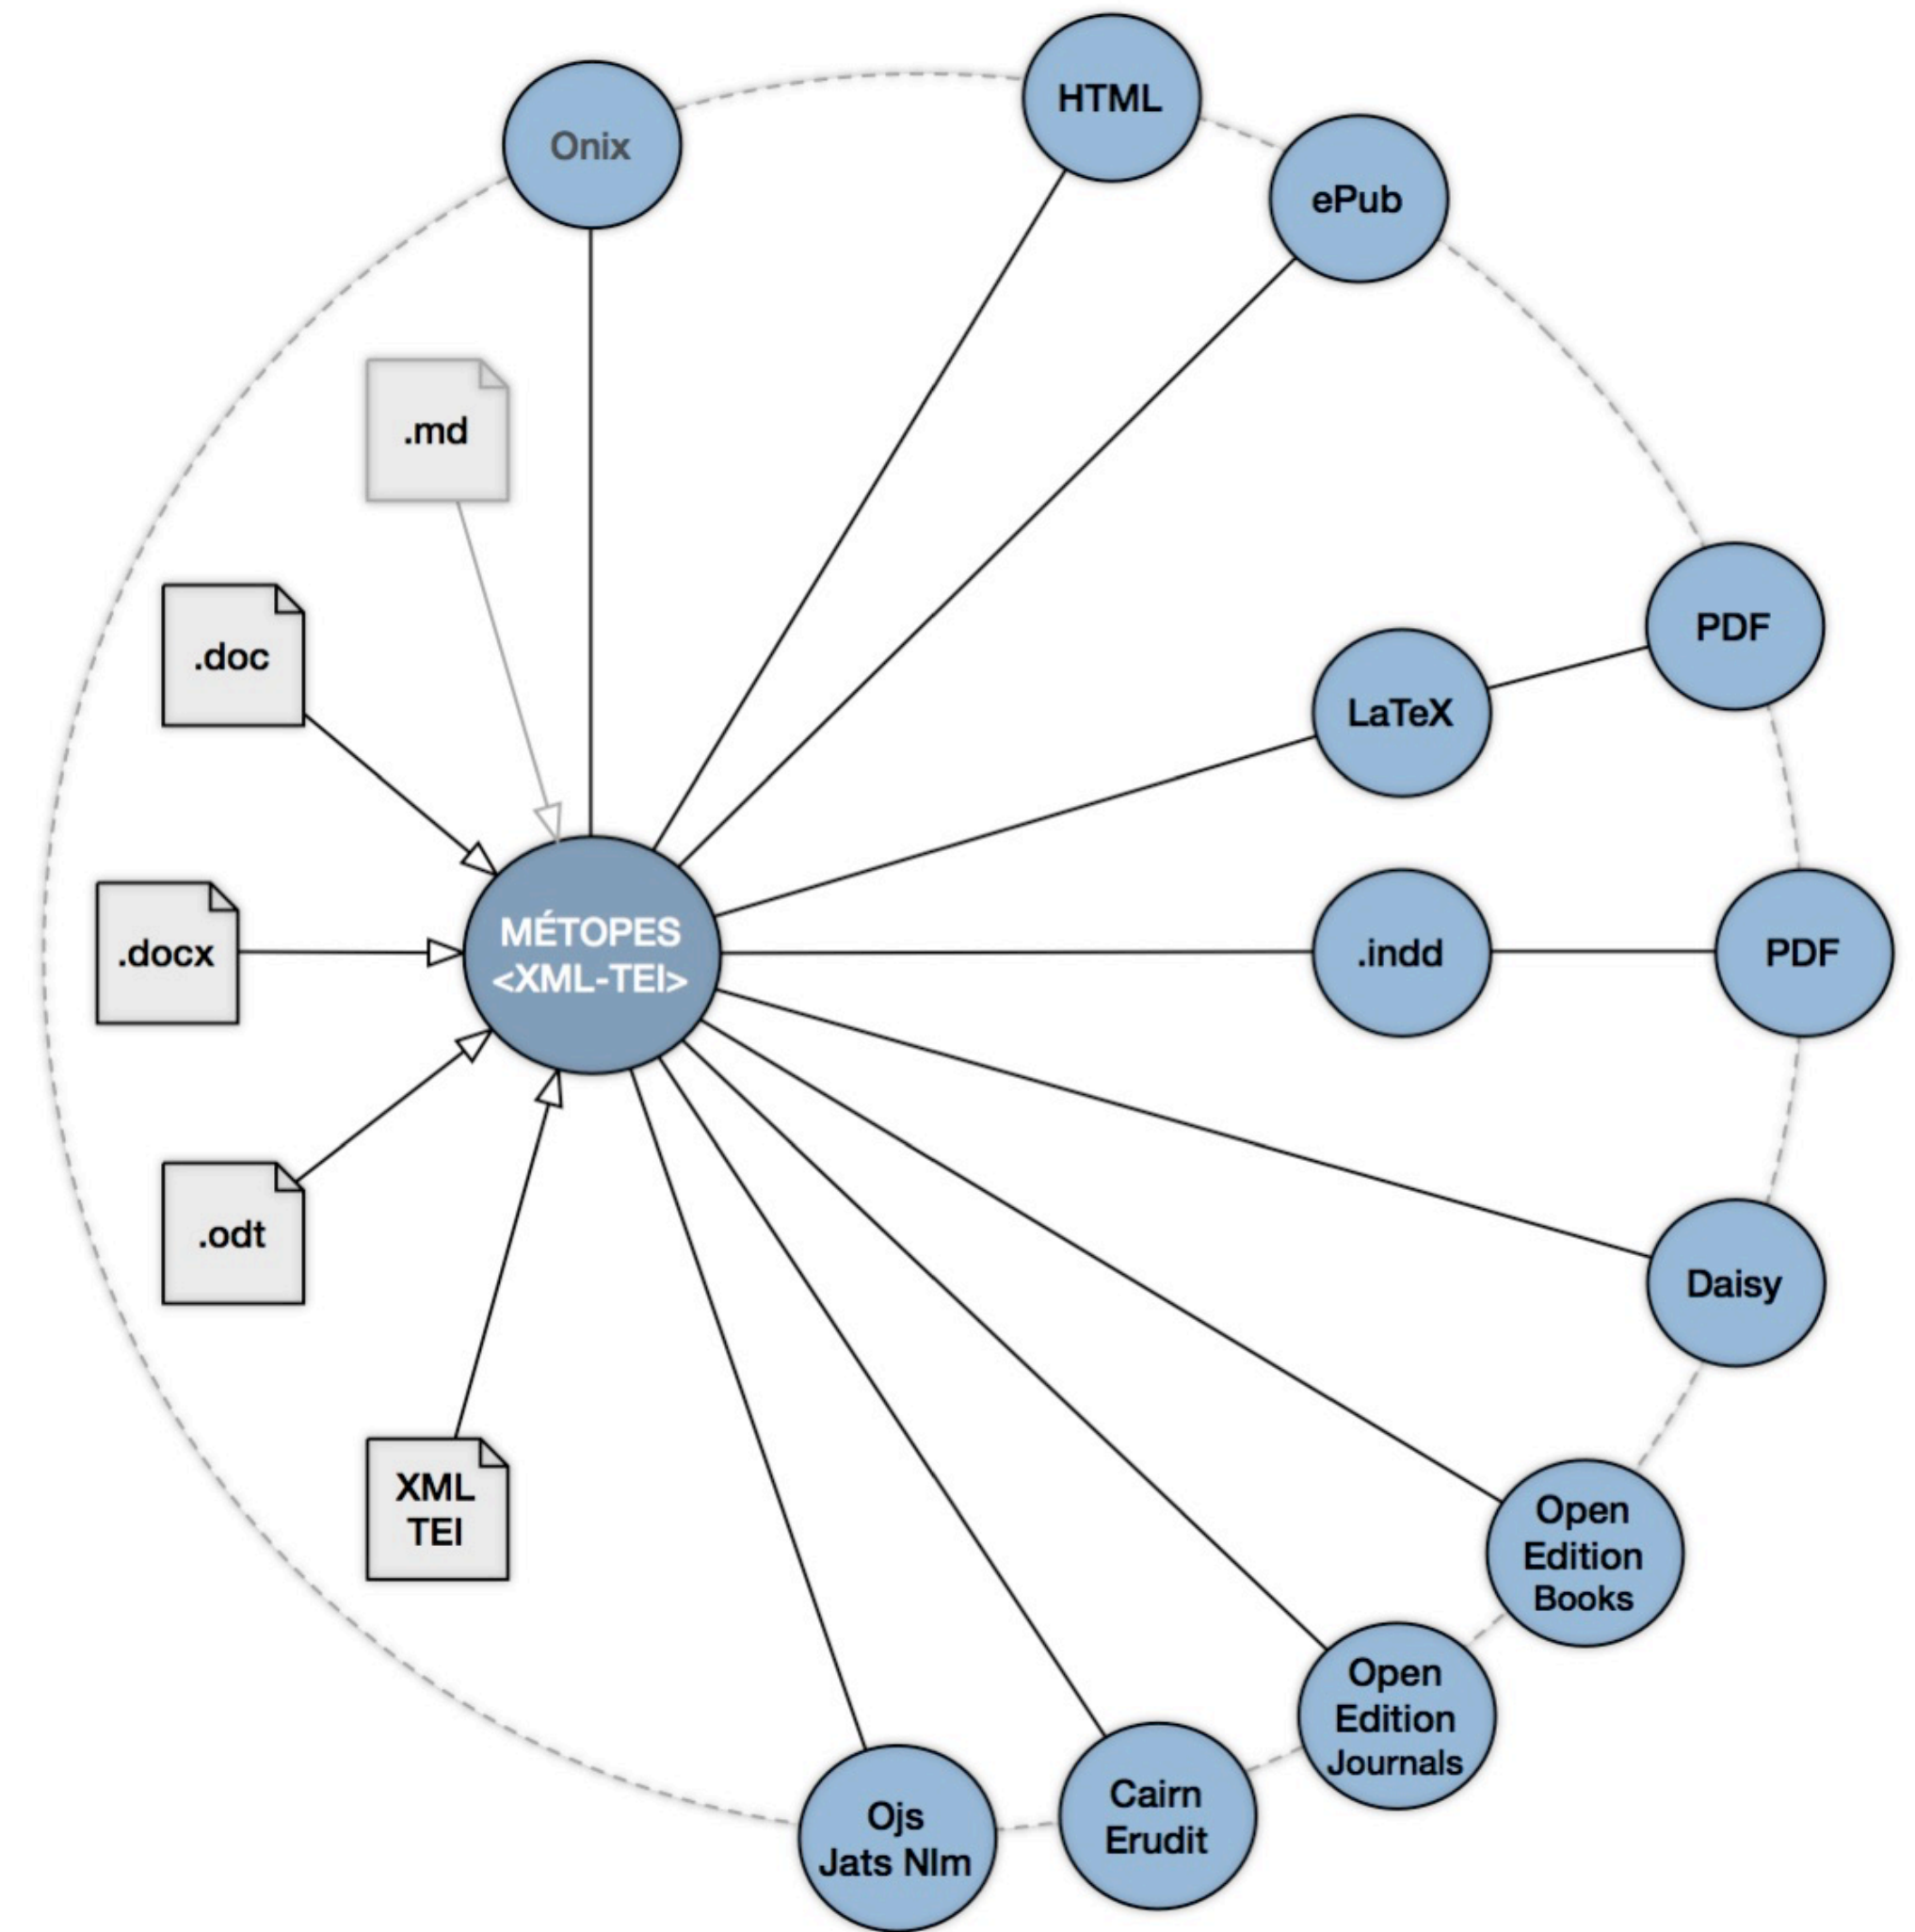 HTML
Onix
ePub
.md
.doc
PDF
LaTeX
MÉTOPES
<XML-TEI>
.docx
.indd
PDF
.odt
Daisy
XML
TEI
Open
Edition
Books
Open
Edition
Journals
Cairn
Erudit
Ojs
Jats Nlm